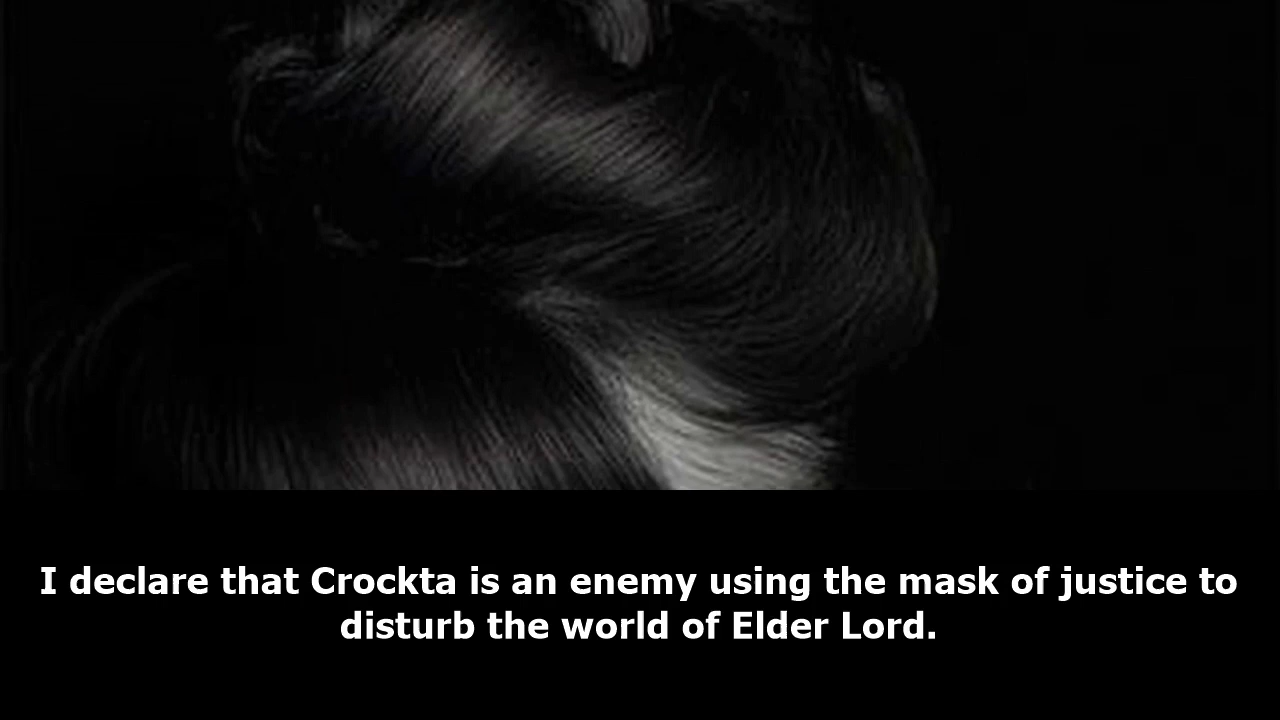 I declare that Crockta is an enemy using the mask of justice to
disturb the world of Elder Lord.